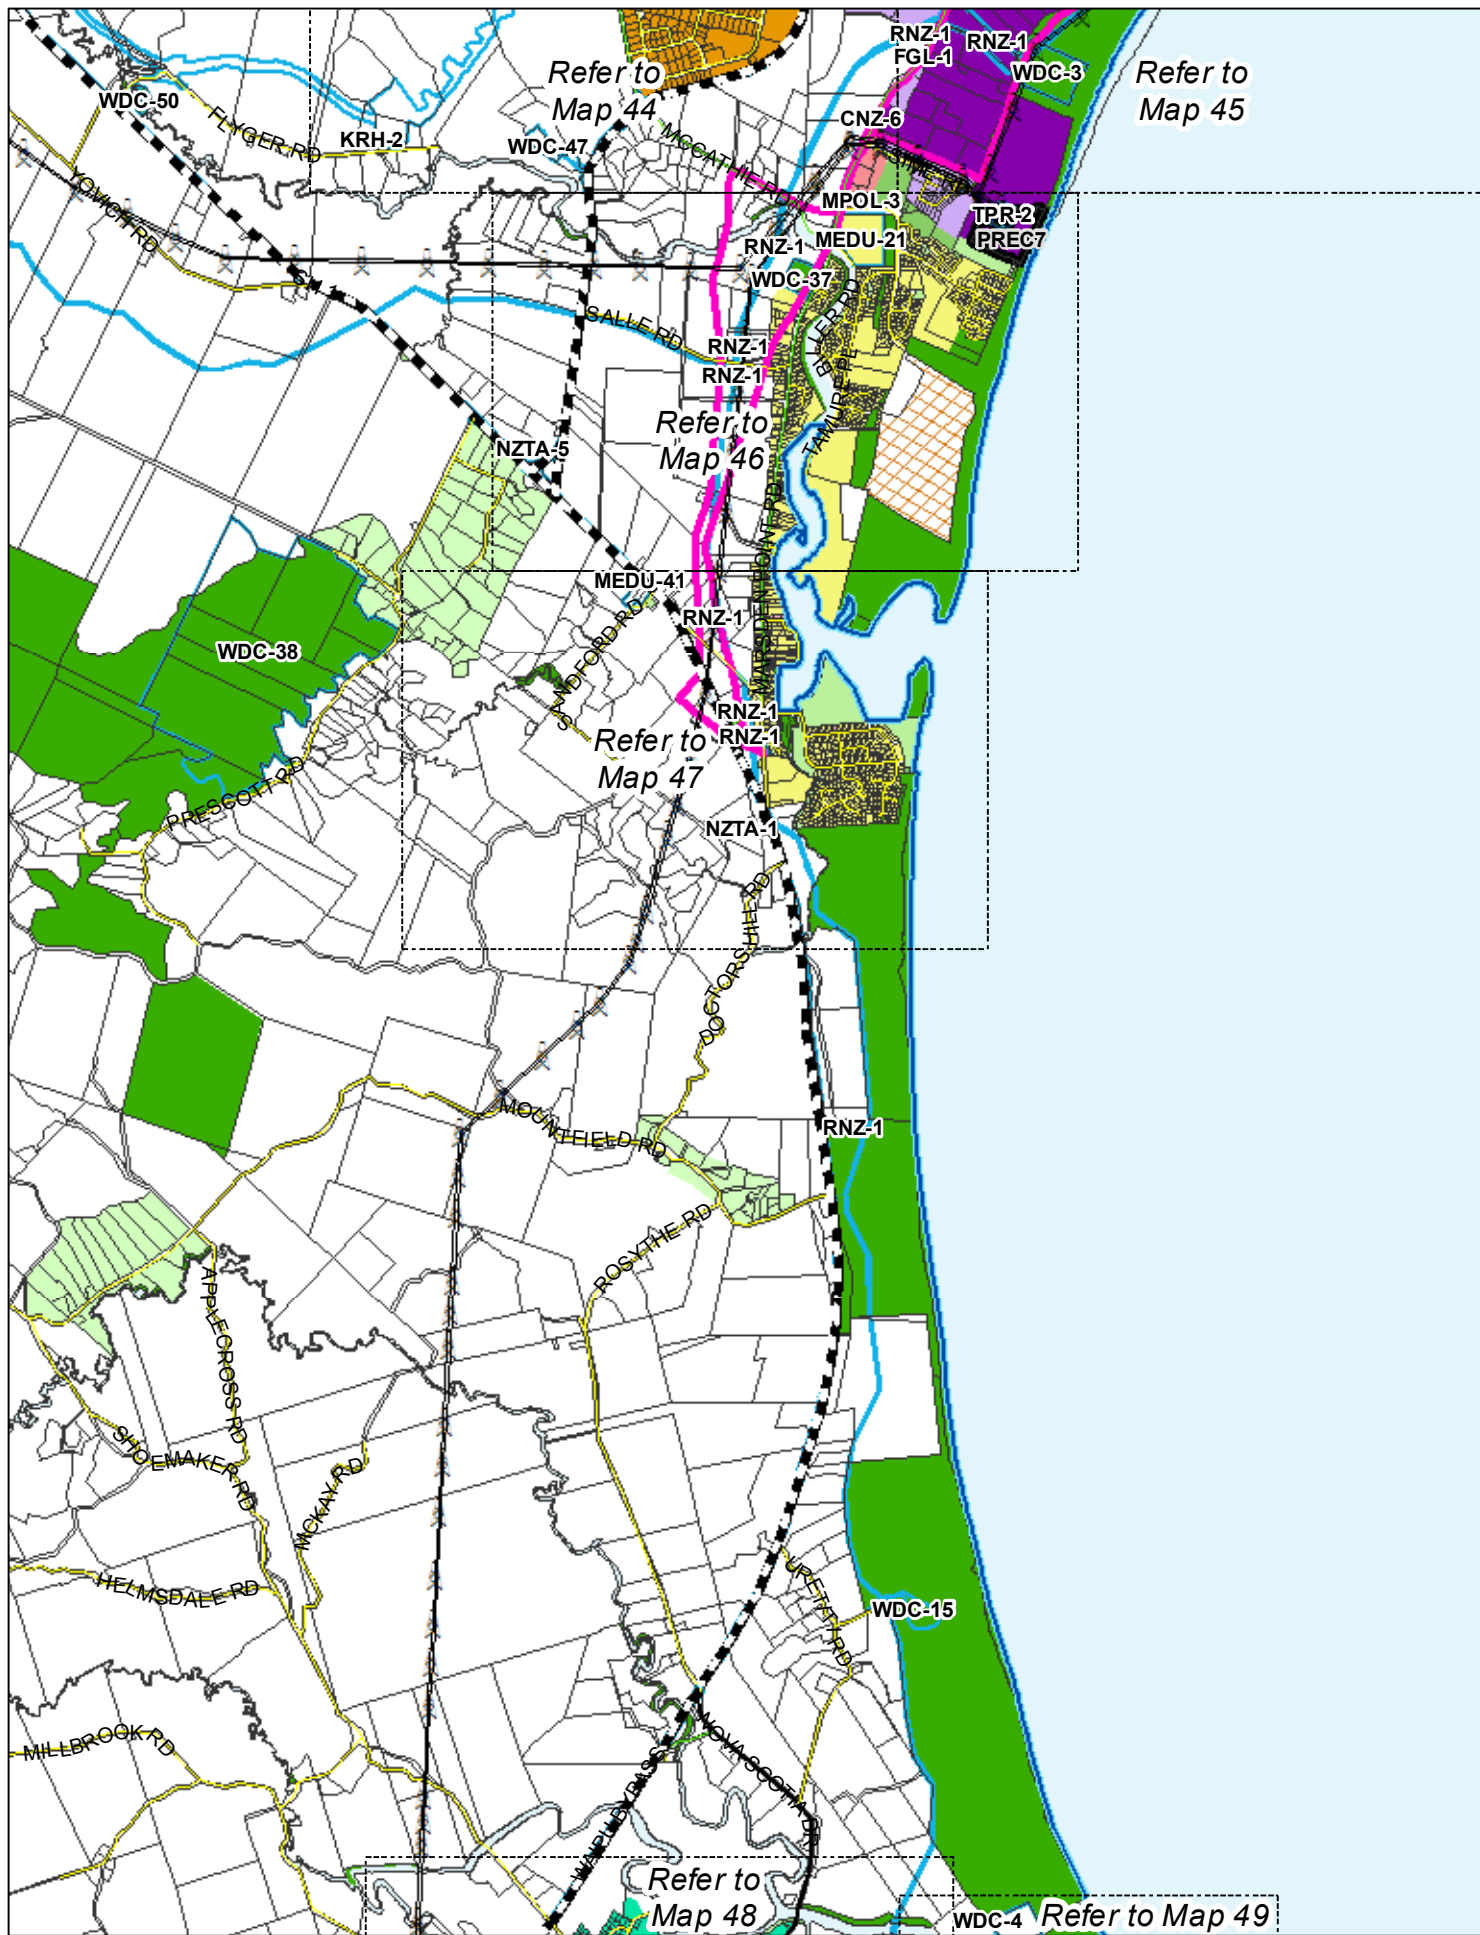 RNZ-1
FGL-1
RNZ-1
WDC-3
Refer to
Map 44
Refer to
Map 45
WDC-50
FLYGER RD
KRH-2
WDC-47
CNZ-6
MCCATHIE RD
SIME RD
YOVICH RD
MPOL-3
TPR-2
PREC7
RNZ-1
MEDU-21
WDC-37
SH 1
SALLE RD
RNZ-1
RNZ-1
TAMURE PL
Refer to
Map 46
NZTA-5
MARSDEN POINT RD
MEDU-41
RNZ-1
SANDFORD RD
WDC-38
RNZ-1
RNZ-1
Refer to
Map 47
PRESCOTT RD
NZTA-1
DOCTORS HILL RD
MOUNTFIELD RD
RNZ-1
ROSYTHE RD
APPLECROSS RD
SHOEMAKER RD
MCKAY RD
HELMSDALE RD
UPETIT RD
WDC-15
MILLBROOK RD
NOVA SCOTIA DR
WAIPU BYPASS
Refer to
Map 48
WDC-4
Refer to Map 49